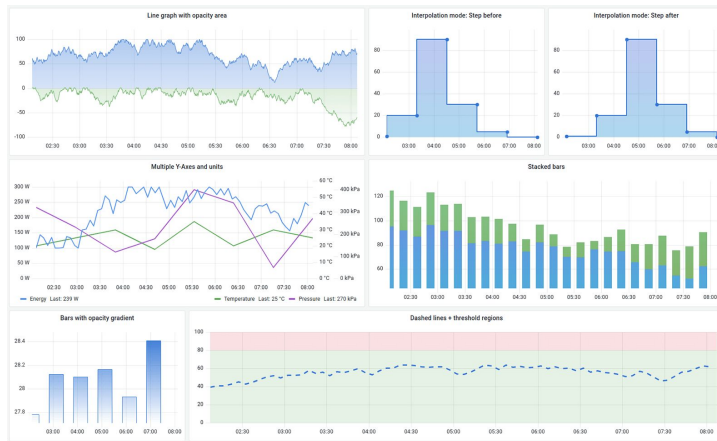 Line graph with opacity area
100
50
0
-50
-100
02:30 03:00 03:30 04:00 04:30 05:00 05:30 06:00 06:30 07:00 07:30 08:00
Interpolation mode: Step before
80
60
40
20
0
03:00 04:00 05:00 06:00 07:00 08:00
Interpolation mode: Step after
80
60
40
20
0
03:00 04:00 05:00 06:00 07:00 08:00
Multiple Y-Axes and units
300 W
250 W
200 W
150 W
100 W
50 W
0 W
60 °C
50 °C
40 °C
30 °C
20 °C
10 °C
0 °C
400 kPa
300 kPa
200 kPa
100 kPa
0 kPa
02:30 03:00 03:30 04:00 04:30 05:00 05:30 06:00 06:30 07:00 07:30 08:00
Energy Last: 239 W
Temperature Last: 25 °C
Pressure Last: 270 kPa
Stacked bars
120
100
80
60
02:30 03:00 03:30 04:00 04:30 05:00 05:30 06:00 06:30 07:00 07:30 08:00
Bars with opacity gradient
28.4
28.2
28
27.8
03:00 04:00 05:00 06:00 07:00 08:00
Dashed lines + threshold regions
100
80
60
40
20
0
02:30 03:00 03:30 04:00 04:30 05:00 05:30 06:00 06:30 07:00 07:30 08:00